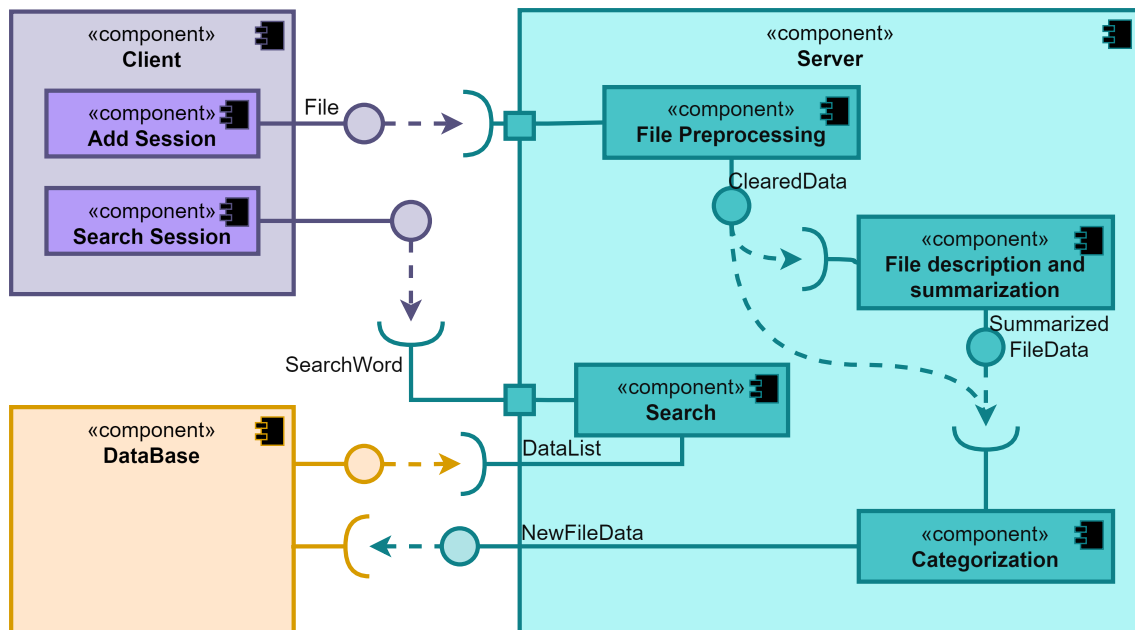 «component»
Client
«component»
Add Session
«component»
Search Session
File
SearchWord
«component»
DataBase
«component»
Server
«component»
File Preprocessing
ClearedData
«component»
File description and
summarization
Summarized
FileData
«component»
Search
DataList
NewFileData
«component»
Categorization